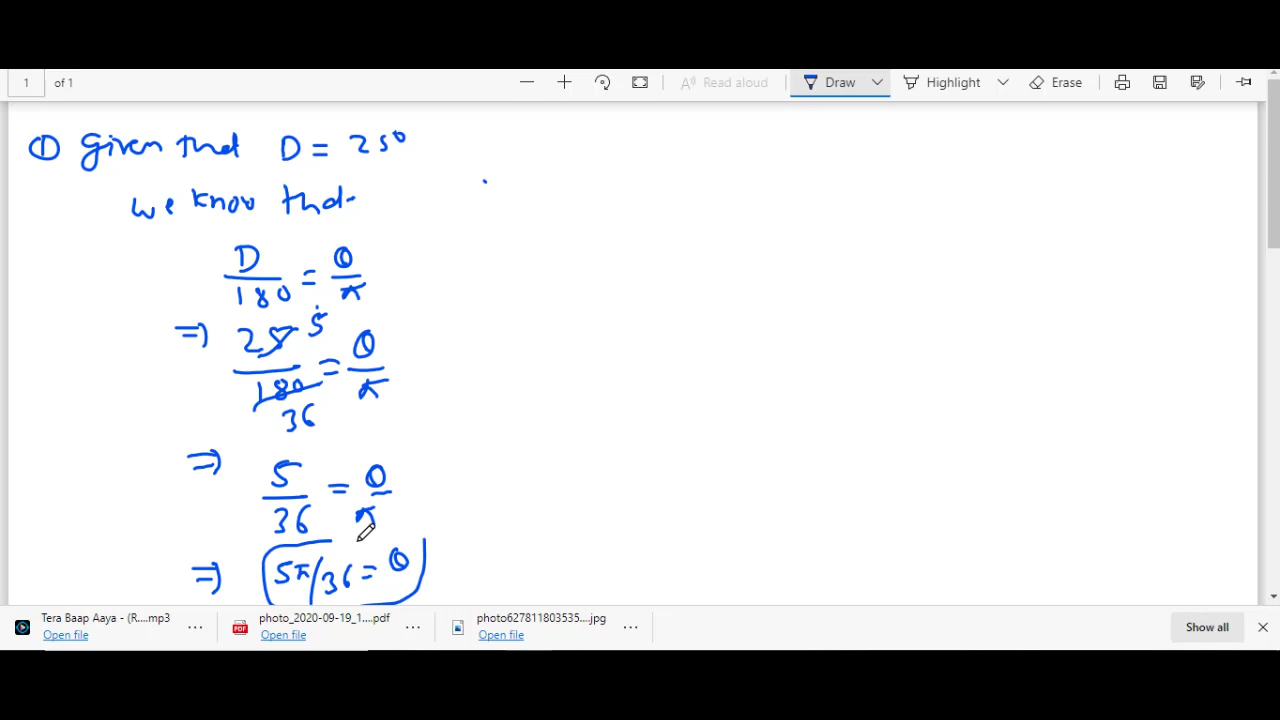 1 of 1 Read aloud Draw Highlight Erase
① Given that D = 25°
we know that
D/180 = θ/π
⇒ 25/180 = θ/π
5
36
⇒ 5/36 = θ/π
⇒ 5π/36 = θ
Tera Baap Aaya - (R....mp3 photo_2020-09-19_1....pdf photo627811803535....jpg Show all
Open file Open file Open file